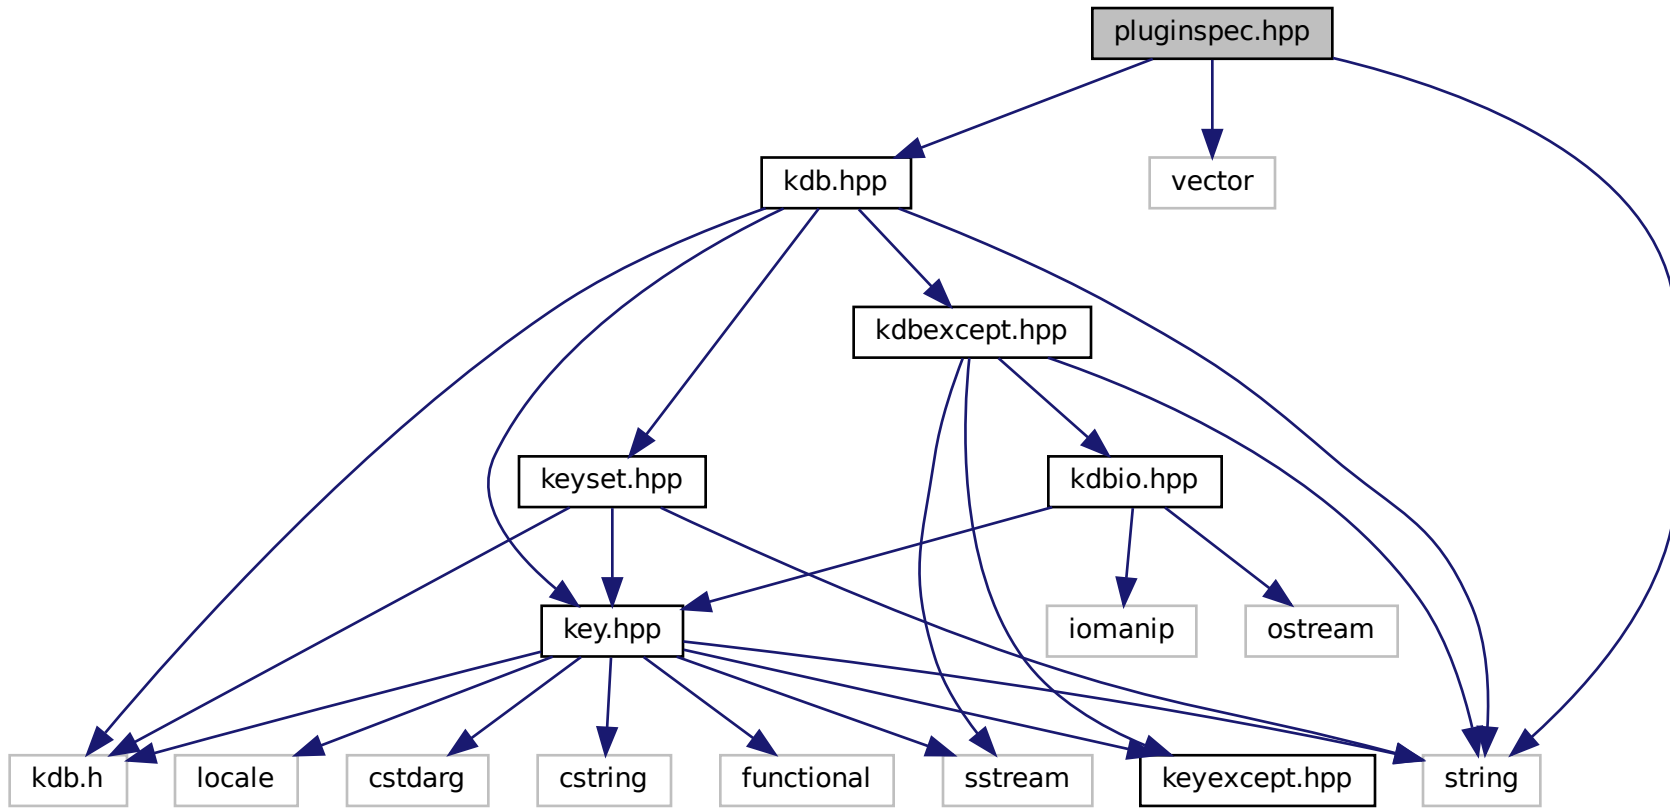 pluginspec.hpp
kdb.hpp
vector
kdbexcept.hpp
keyset.hpp
kdbio.hpp
key.hpp
iomanip
ostream
kdb.h
locale
cstdarg
cstring
functional
sstream
keyexcept.hpp
string